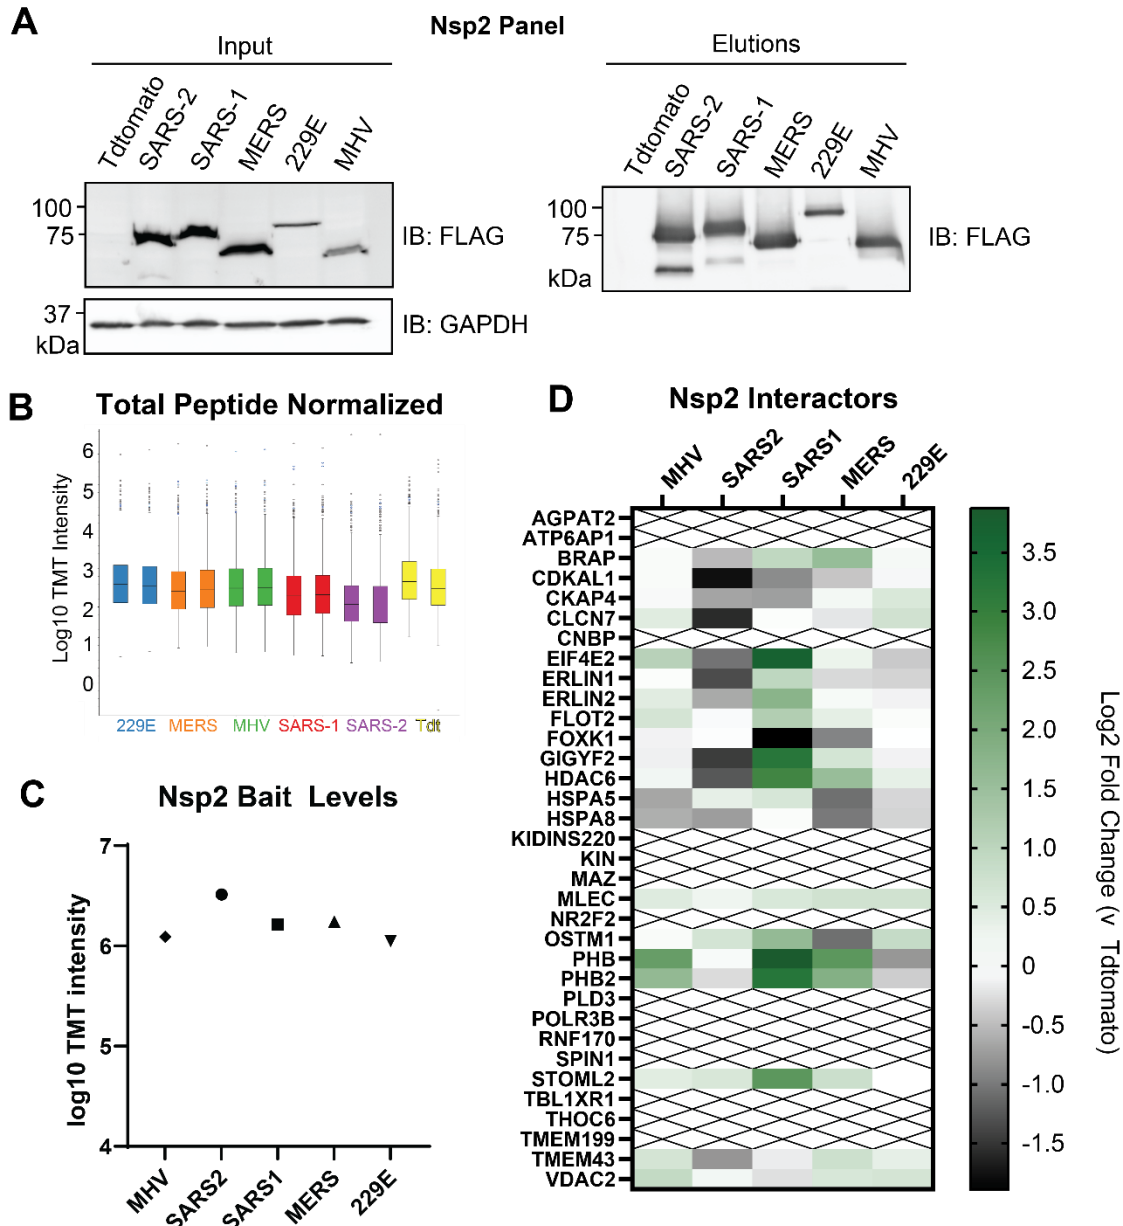 A
Nsp2 Panel
Input
Elutions
Tdtomato
SARS-2
SARS-1
MERS
229E
MHV
Tdtomato
SARS-2
SARS-1
MERS
229E
MHV
100
75
IB: FLAG
37
kDa
IB: GAPDH
100
75
kDa
IB: FLAG
B
Total Peptide Normalized
Log10 TMT Intensity
6
5
4
3
2
1
0
229E MERS MHV SARS-1 SARS-2 Tdt
C
Nsp2 Bait Levels
log10 TMT intensity
7
6
5
4
MHV
SARS2
SARS1
MERS
229E
D
Nsp2 Interactors
MHV
SARS2
SARS1
MERS
229E
AGPAT2
ATP6AP1
BRAP
CDKAL1
CKAP4
CLCN7
CNBP
EIF4E2
ERLIN1
ERLIN2
FLOT2
FOXK1
GIGYF2
HDAC6
HSPA5
HSPA8
KIDINS220
KIN
MAZ
MLEC
NR2F2
OSTM1
PHB
PHB2
PLD3
POLR3B
RNF170
SPIN1
STOML2
TBL1XR1
THOC6
TMEM199
TMEM43
VDAC2
3.5
3.0
2.5
2.0
1.5
1.0
0.5
0
-0.5
-1.0
-1.5
Log2 Fold Change (v Tdtomato)